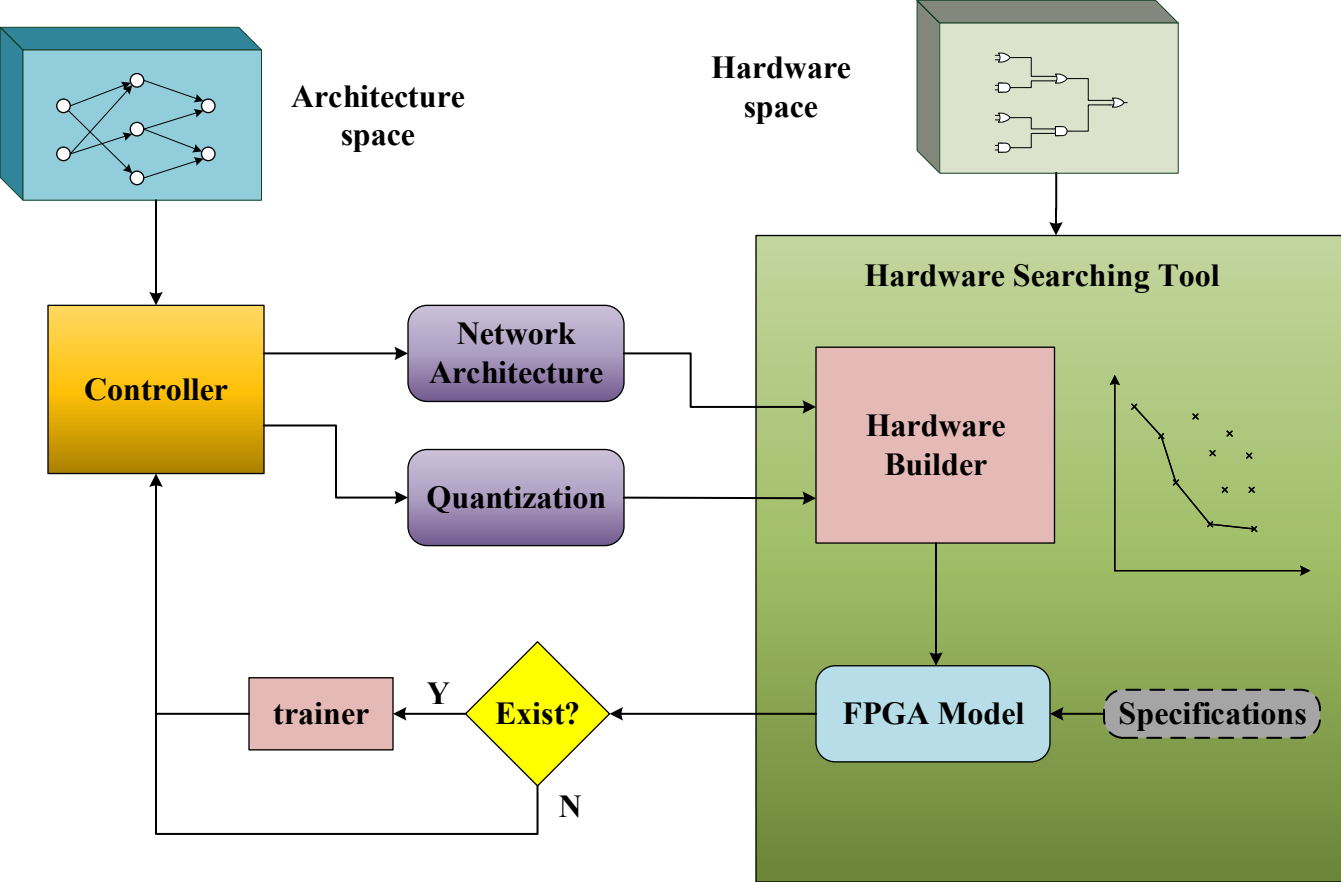 Architecture
space
Hardware
space
Hardware Searching Tool
Controller
Network
Architecture
Quantization
Hardware
Builder
trainer
Y
Exist?
N
FPGA Model
Specifications